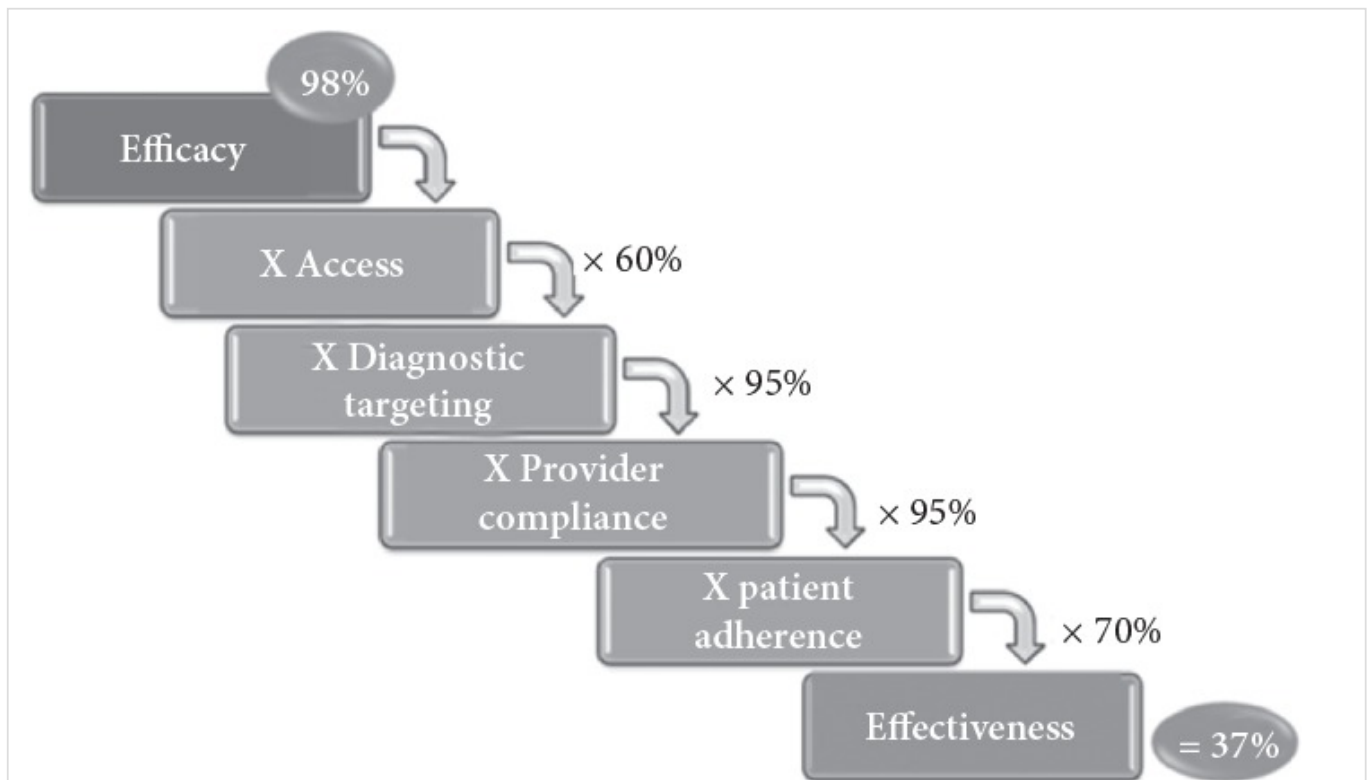 98%
Efficacy
X Access
× 60%
X Diagnostic
targeting
× 95%
X Provider
compliance
× 95%
X patient
adherence
× 70%
Effectiveness
= 37%